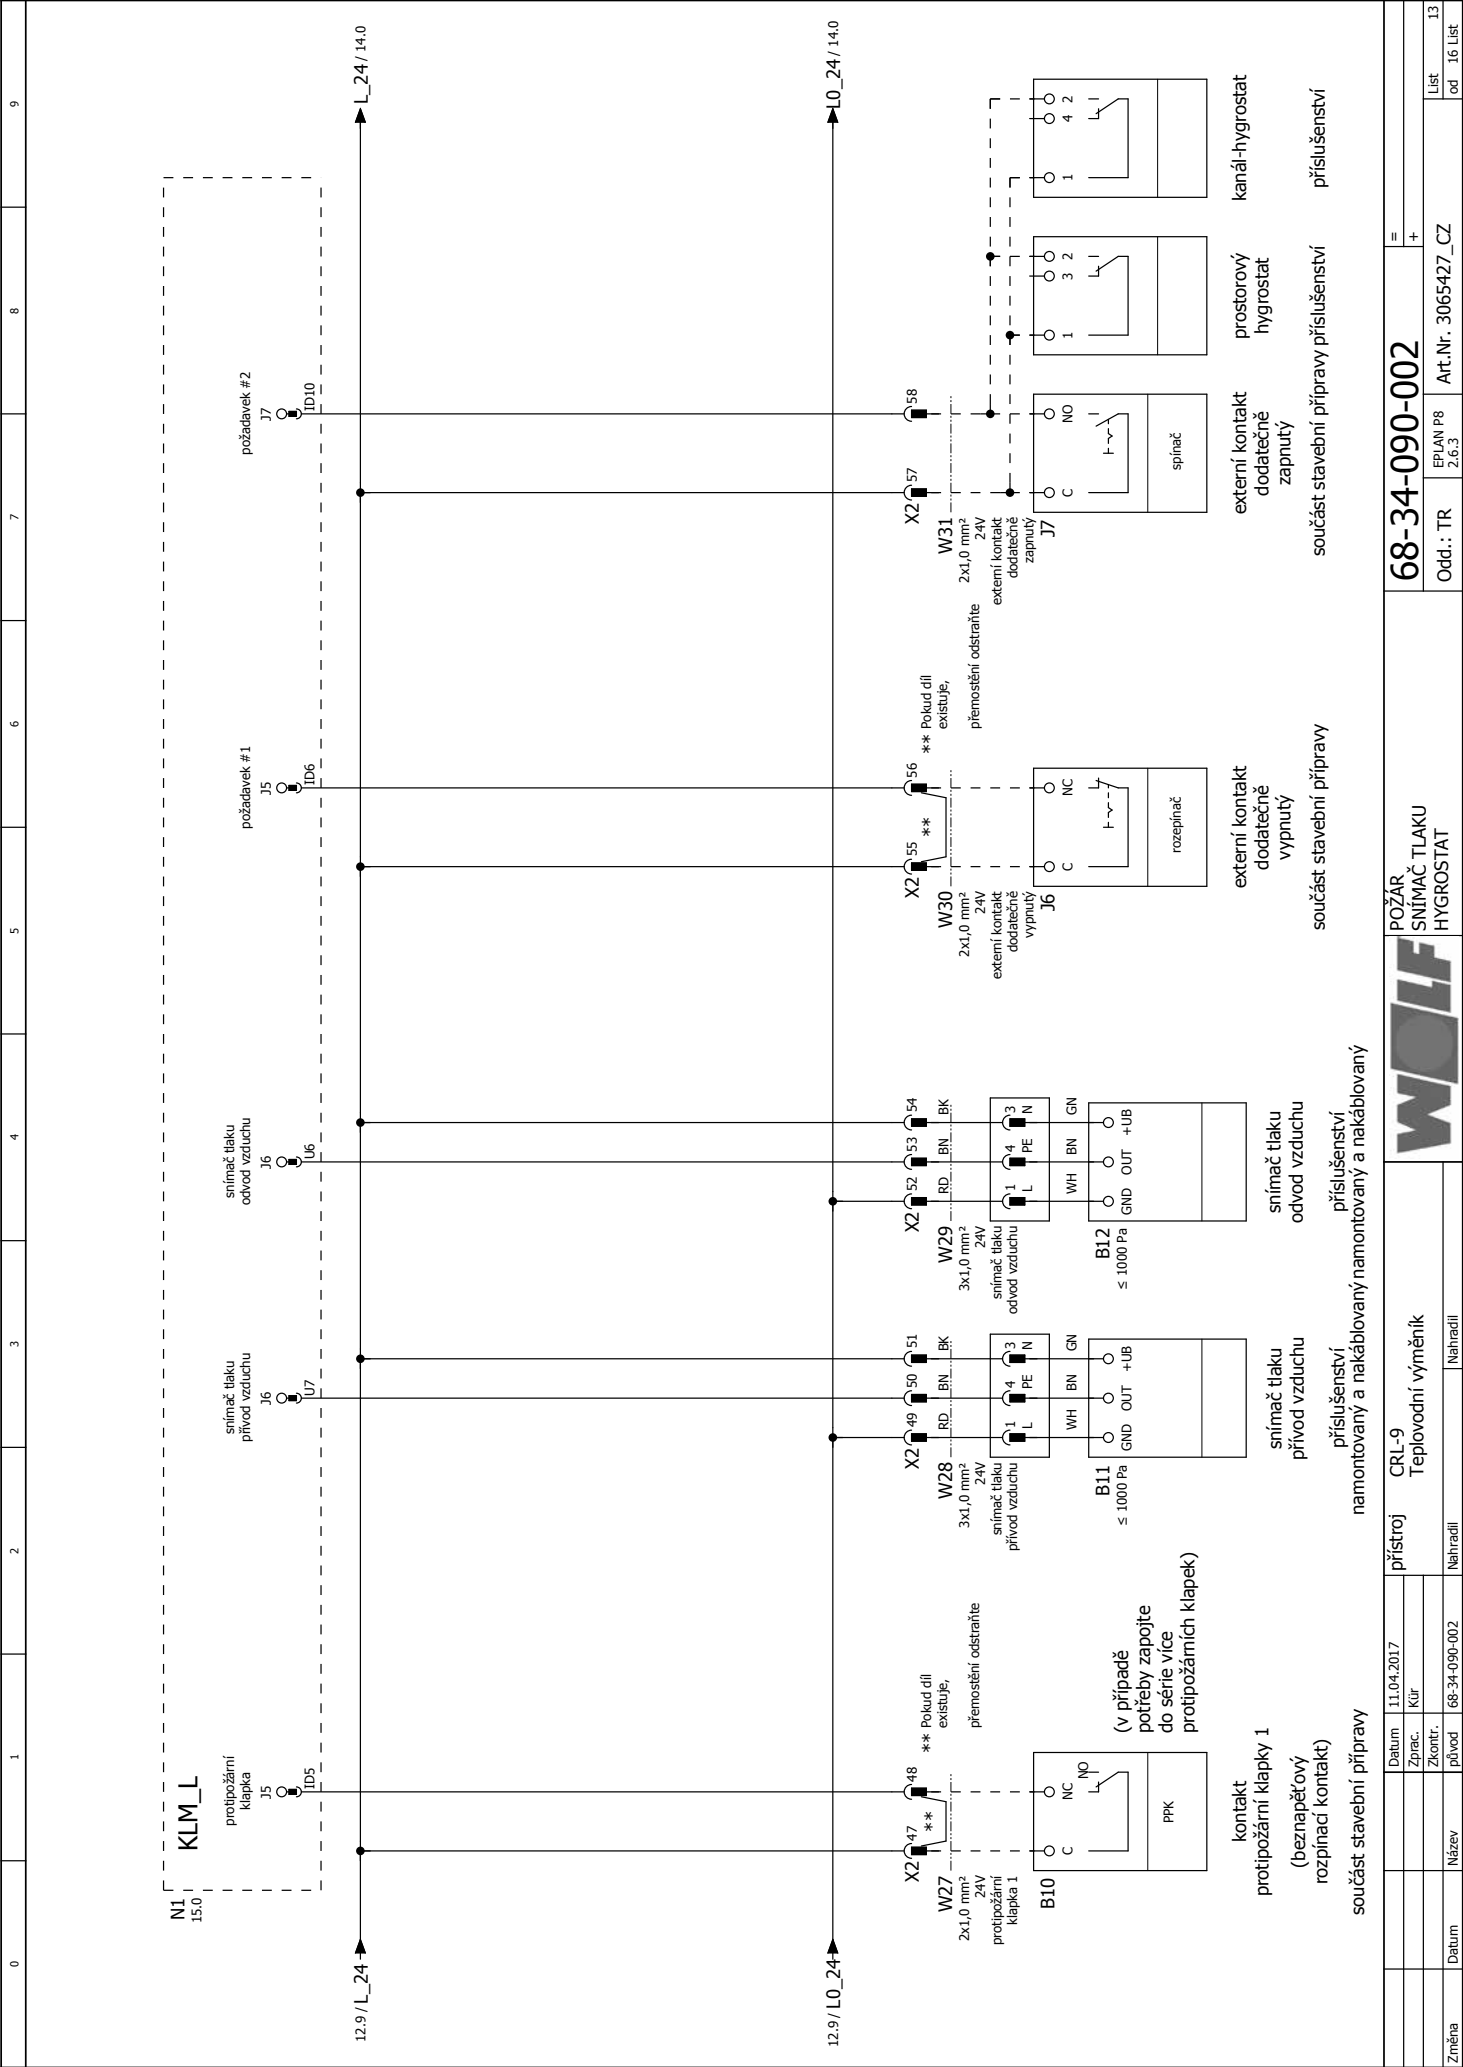 0 1 2 3 4 5 6 7 8 9
N1
15.0
KLM_L
protipožární
klapka
J5
ID5
snímač tlaku
přívod vzduchu
J6
U7
snímač tlaku
odvod vzduchu
J6
U6
požadavek #1
J5
ID6
požadavek #2
J7
ID10
12.9 / L_24
L_24 / 14.0
12.9 / L0_24
L0_24 / 14.0
X2 47 48
**
** Pokud díl
existuje,
přemostění odstraňte
W27
2x1,0 mm²
24V
protipožární
klapka 1
B10
C NC NO
PPK
(v případě
potřeby zapojte
do série více
protipožárních klapek)
kontakt
protipožární klapky 1
(beznapěťový
rozpínací kontakt)
součást stavební přípravy
X2 49 50 51
RD BN BK
W28
3x1,0 mm²
24V
snímač tlaku
přívod vzduchu
1 4 3
L PE N
WH BN GN
B11
≤ 1000 Pa
GND OUT +UB
snímač tlaku
přívod vzduchu
příslušenství
namontovaný a nakáblovaný
X2 52 53 54
RD BN BK
W29
3x1,0 mm²
24V
snímač tlaku
odvod vzduchu
1 4 3
L PE N
WH BN GN
B12
≤ 1000 Pa
GND OUT +UB
snímač tlaku
odvod vzduchu
příslušenství
namontovaný a nakáblovaný
X2 55 56
**
** Pokud díl
existuje,
přemostění odstraňte
W30
2x1,0 mm²
24V
externí kontakt
dodatečně
vypnutý
J6
C NC
rozepínač
externí kontakt
dodatečně
vypnutý
součást stavební přípravy
X2 57 58
W31
2x1,0 mm²
24V
externí kontakt
dodatečně
zapnutý
J7
C NO
spínač
externí kontakt
dodatečně
zapnutý
součást stavební přípravy
1 3 2
prostorový
hygrostat
příslušenství
1 4 2
kanál-hygrostat
příslušenství
Změna Datum Název
Datum 11.04.2017
Zprac. Kür
Zkontr.
původ 68-34-090-002
přístroj CRL-9
Teplovodní výměník
Nahradil Nahradil
WOLF
POŽÁR
SNÍMAČ TLAKU
HYGROSTAT
68-34-090-002
=
+
Odd.: TR
EPLAN P8
2.6.3
Art.Nr. 3065427_CZ
List 13
od 16 List